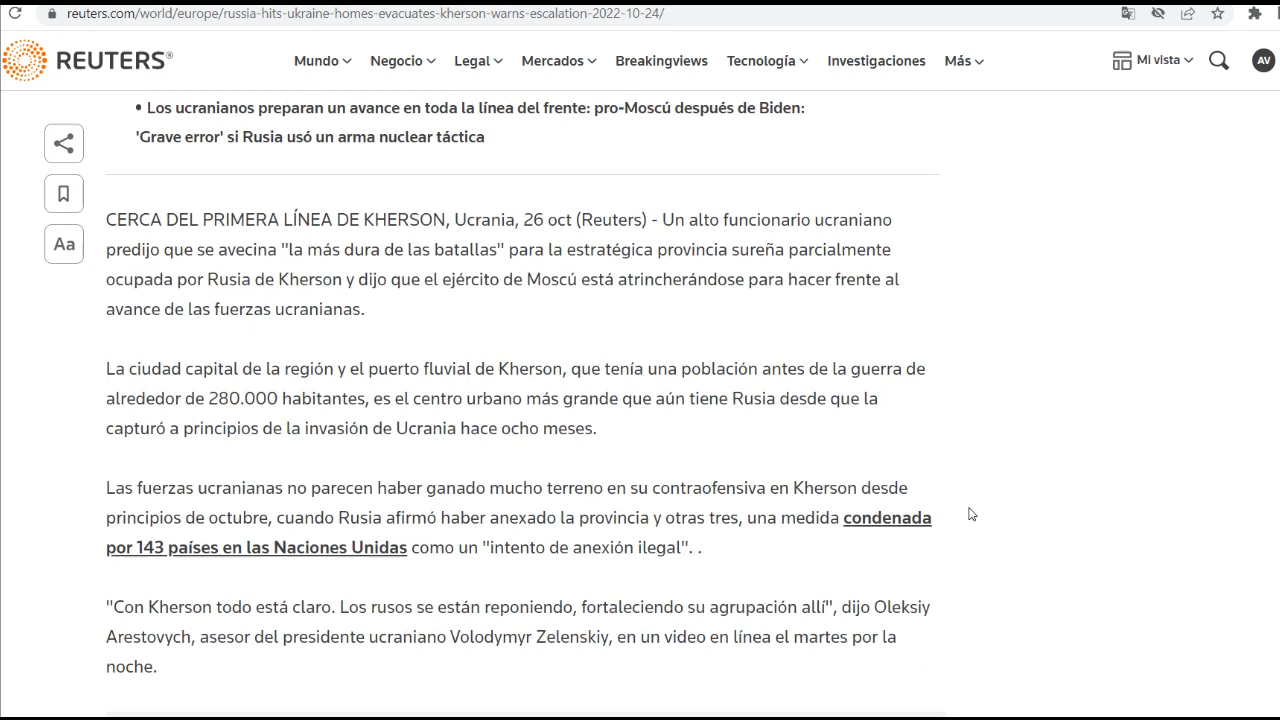 reuters.com/world/europe/russia-hits-ukraine-homes-evacuates-kherson-warns-escalation-2022-10-24/
REUTERS®
Mundo Negocio Legal Mercados Breakingviews Tecnología Investigaciones Más Mi vista AV
• Los ucranianos preparan un avance en toda la línea del frente: pro-Moscú después de Biden:
'Grave error' si Rusia usó un arma nuclear táctica
Aa
CERCA DEL PRIMERA LÍNEA DE KHERSON, Ucrania, 26 oct (Reuters) - Un alto funcionario ucraniano
predijo que se avecina "la más dura de las batallas" para la estratégica provincia sureña parcialmente
ocupada por Rusia de Kherson y dijo que el ejército de Moscú está atrincherándose para hacer frente al
avance de las fuerzas ucranianas.
La ciudad capital de la región y el puerto fluvial de Kherson, que tenía una población antes de la guerra de
alrededor de 280.000 habitantes, es el centro urbano más grande que aún tiene Rusia desde que la
capturó a principios de la invasión de Ucrania hace ocho meses.
Las fuerzas ucranianas no parecen haber ganado mucho terreno en su contraofensiva en Kherson desde
principios de octubre, cuando Rusia afirmó haber anexado la provincia y otras tres, una medida condenada
por 143 países en las Naciones Unidas como un "intento de anexión ilegal". .
"Con Kherson todo está claro. Los rusos se están reponiendo, fortaleciendo su agrupación allí", dijo Oleksiy
Arestovych, asesor del presidente ucraniano Volodymyr Zelenskiy, en un video en línea el martes por la
noche.